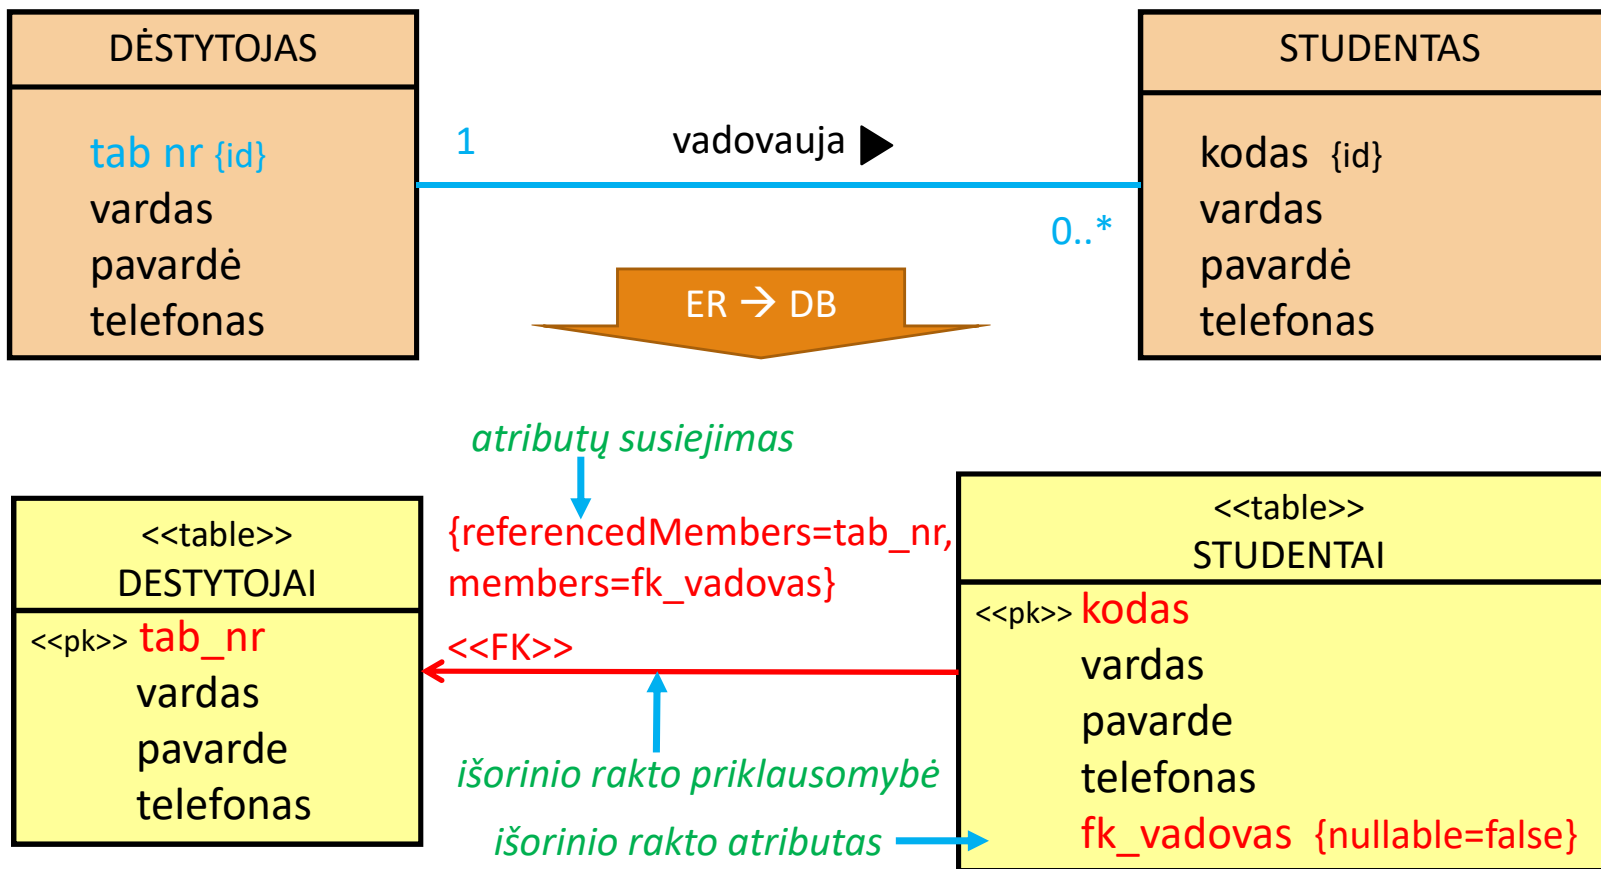 DĖSTYTOJAS
tab nr {id}
vardas
pavardė
telefonas
1
vadovauja ▶
0..*
STUDENTAS
kodas {id}
vardas
pavardė
telefonas
ER → DB
atributų susiejimas
<<table>>
DESTYTOJAI
<<pk>> tab_nr
vardas
pavarde
telefonas
{referencedMembers=tab_nr,
members=fk_vadovas}
<<FK>>
išorinio rakto priklausomybė
išorinio rakto atributas
<<table>>
STUDENTAI
<<pk>> kodas
vardas
pavarde
telefonas
fk_vadovas {nullable=false}